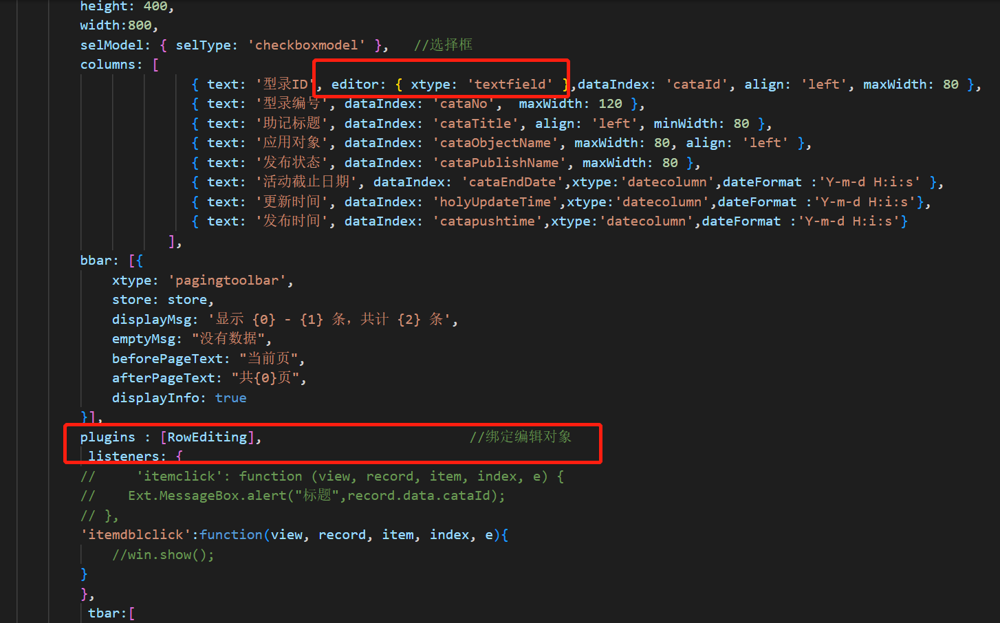 height: 400,
width:800,
selModel: { selType: 'checkboxmodel' },   //选择框
columns: [
{ text: '型录ID', editor: { xtype: 'textfield' },dataIndex: 'cataId', align: 'left', maxWidth: 80 },
{ text: '型录编号', dataIndex: 'cataNo',  maxWidth: 120 },
{ text: '助记标题', dataIndex: 'cataTitle', align: 'left', minWidth: 80 },
{ text: '应用对象', dataIndex: 'cataObjectName', maxWidth: 80, align: 'left' },
{ text: '发布状态', dataIndex: 'cataPublishName', maxWidth: 80 },
{ text: '活动截止日期', dataIndex: 'cataEndDate',xtype:'datecolumn',dateFormat :'Y-m-d H:i:s' },
{ text: '更新时间', dataIndex: 'holyUpdateTime',xtype:'datecolumn',dateFormat :'Y-m-d H:i:s'},
{ text: '发布时间', dataIndex: 'catapushtime',xtype:'datecolumn',dateFormat :'Y-m-d H:i:s'}
],
bbar: [{
xtype: 'pagingtoolbar',
store: store,
displayMsg: '显示 {0} - {1} 条，共计 {2} 条',
emptyMsg: "没有数据",
beforePageText: "当前页",
afterPageText: "共{0}页",
displayInfo: true
}],
plugins : [RowEditing],                          //绑定编辑对象
listeners: {
//     'itemclick': function (view, record, item, index, e) {
//    Ext.MessageBox.alert("标题",record.data.cataId);
// },
'itemdblclick':function(view, record, item, index, e){
//win.show();
}
},
tbar:[